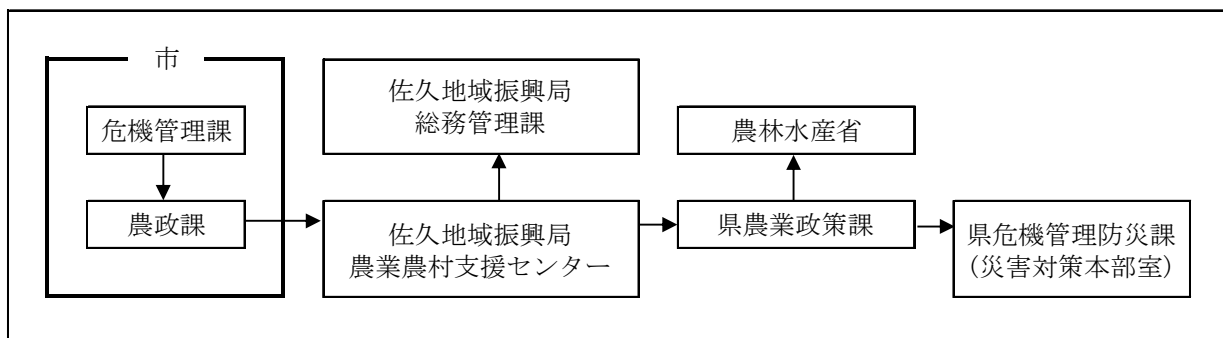 市
危機管理課
農政課
佐久地域振興局
総務管理課
佐久地域振興局
農業農村支援センター
農林水産省
県農業政策課
県危機管理防災課
(災害対策本部室)